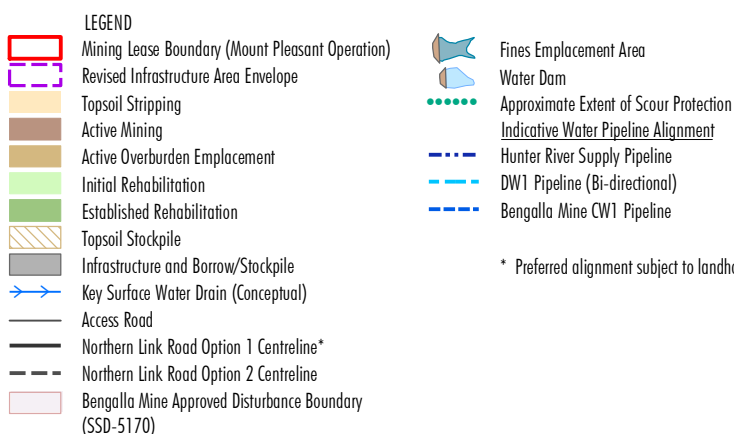 LEGEND
Mining Lease Boundary (Mount Pleasant Operation)
Revised Infrastructure Area Envelope
Topsoil Stripping
Active Mining
Active Overburden Emplacement
Initial Rehabilitation
Established Rehabilitation
Topsoil Stockpile
Infrastructure and Borrow/Stockpile
Key Surface Water Drain (Conceptual)
Access Road
Northern Link Road Option 1 Centreline*
Northern Link Road Option 2 Centreline
Bengalla Mine Approved Disturbance Boundary
(SSD-5170)
Fines Emplacement Area
Water Dam
Approximate Extent of Scour Protection
Indicative Water Pipeline Alignment
Hunter River Supply Pipeline
DW1 Pipeline (Bi-directional)
Bengalla Mine CW1 Pipeline
* Preferred alignment subject to